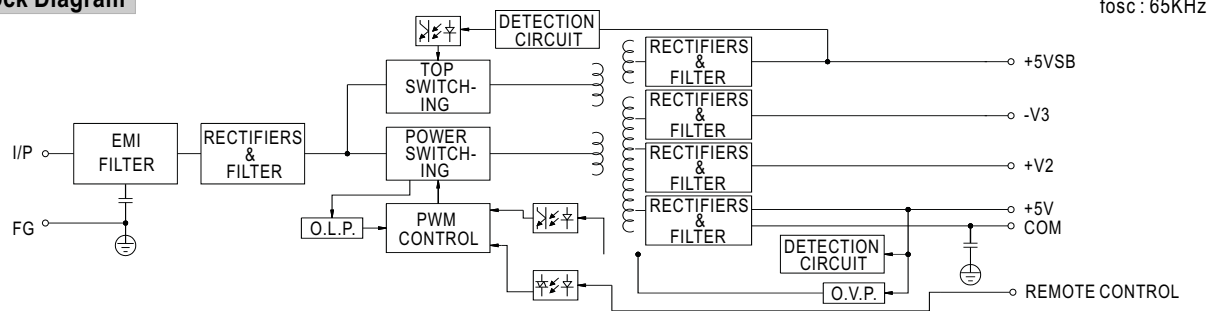 ock Diagram
fosc : 65KHz
DETECTION
CIRCUIT
RECTIFIERS
&
FILTER
+5VSB
TOP
SWITCH-
ING
RECTIFIERS
&
FILTER
-V3
I/P
EMI
FILTER
RECTIFIERS
&
FILTER
POWER
SWITCH-
ING
RECTIFIERS
&
FILTER
+V2
RECTIFIERS
&
FILTER
+5V
COM
FG
O.L.P.
PWM
CONTROL
DETECTION
CIRCUIT
O.V.P.
REMOTE CONTROL